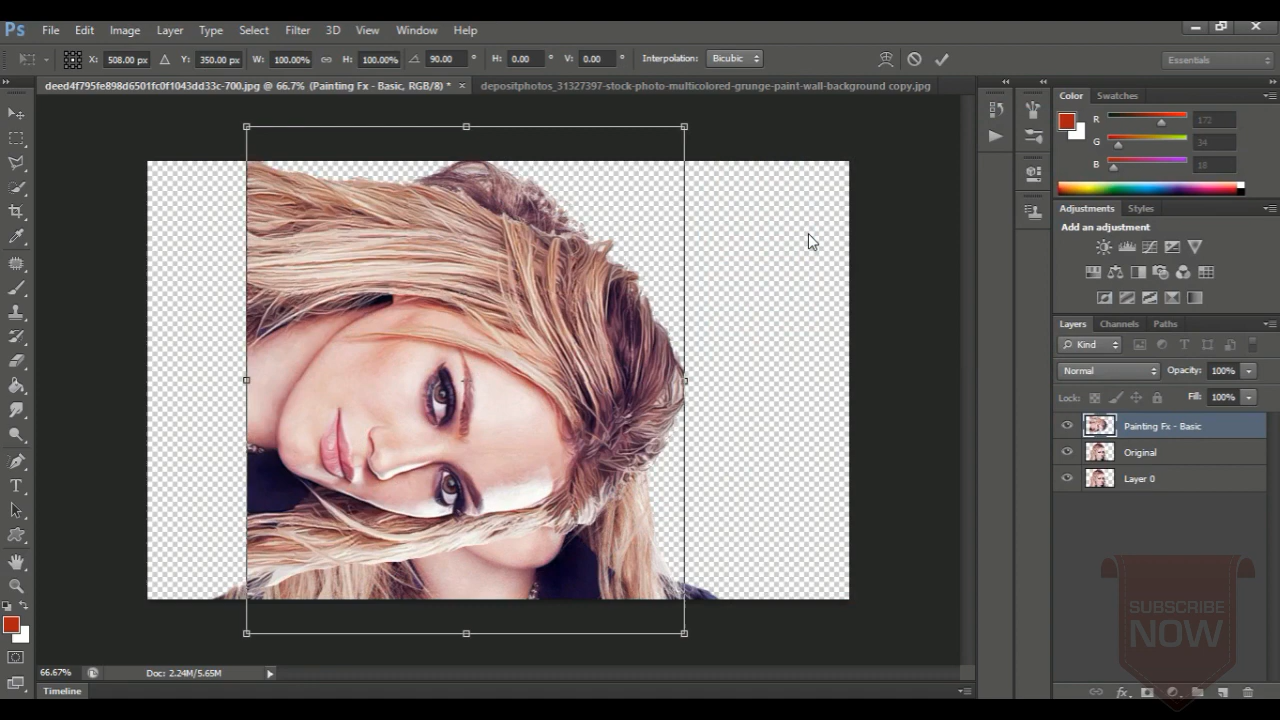 Ps File Edit Image Layer Type Select Filter 3D View Window Help
X: 508.00 px Y: 350.00 px W: 100.00% H: 100.00% 90.00 ° H: 0.00 ° V: 0.00 ° Interpolation: Bicubic Essentials
deed4f795fe898d6501fc0f1043dd33c-700.jpg @ 66.7% (Painting Fx - Basic, RGB/8) * × depositphotos_31327397-stock-photo-multicolored-grunge-paint-wall-background copy.jpg
Color Swatches
R 172
G 34
B 18
Adjustments Styles
Add an adjustment
Layers Channels Paths
Kind
Normal Opacity: 100%
Lock: Fill: 100%
Painting Fx - Basic
Original
Layer 0
SUBSCRIBE
NOW
66.67% Doc: 2.24M/5.65M
Timeline